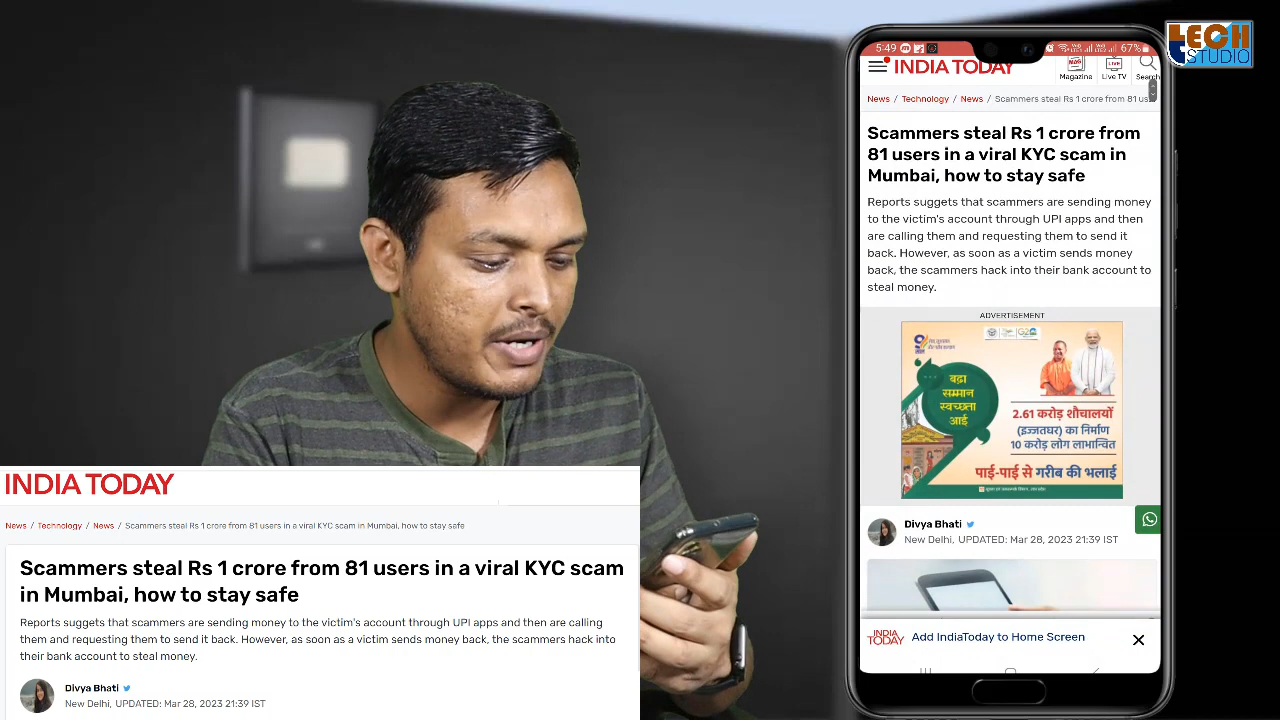 LECH
STUDIO
5:49
67%
INDIA TODAY
MAG
Magazine
LIVE
Live TV
Search
News / Technology / News / Scammers steal Rs 1 crore from 81 us
Scammers steal Rs 1 crore from
81 users in a viral KYC scam in
Mumbai, how to stay safe
Reports suggests that scammers are sending money
to the victim's account through UPI apps and then
are calling them and requesting them to send it
back. However, as soon as a victim sends money
back, the scammers hack into their bank account to
steal money.
ADVERTISEMENT
G20
बढ़ा
सम्मान
स्वच्छता
आई
2.61 करोड़ शौचालयों
(इज्जतघर) का निर्माण
10 करोड़ लोग लाभान्वित
पाई-पाई से गरीब की भलाई
Divya Bhati
New Delhi, UPDATED: Mar 28, 2023 21:39 IST
INDIA
TODAY
Add IndiaToday to Home Screen
INDIA TODAY
News / Technology / News / Scammers steal Rs 1 crore from 81 users in a viral KYC scam in Mumbai, how to stay safe
Scammers steal Rs 1 crore from 81 users in a viral KYC scam
in Mumbai, how to stay safe
Reports suggests that scammers are sending money to the victim's account through UPI apps and then are calling
them and requesting them to send it back. However, as soon as a victim sends money back, the scammers hack into
their bank account to steal money.
Divya Bhati
New Delhi, UPDATED: Mar 28, 2023 21:39 IST